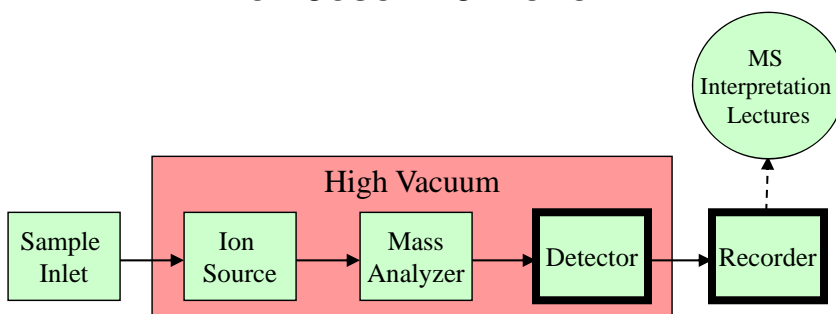 MS
Interpretation
Lectures
High Vacuum
Sample
Inlet
Ion
Source
Mass
Analyzer
Detector
Recorder